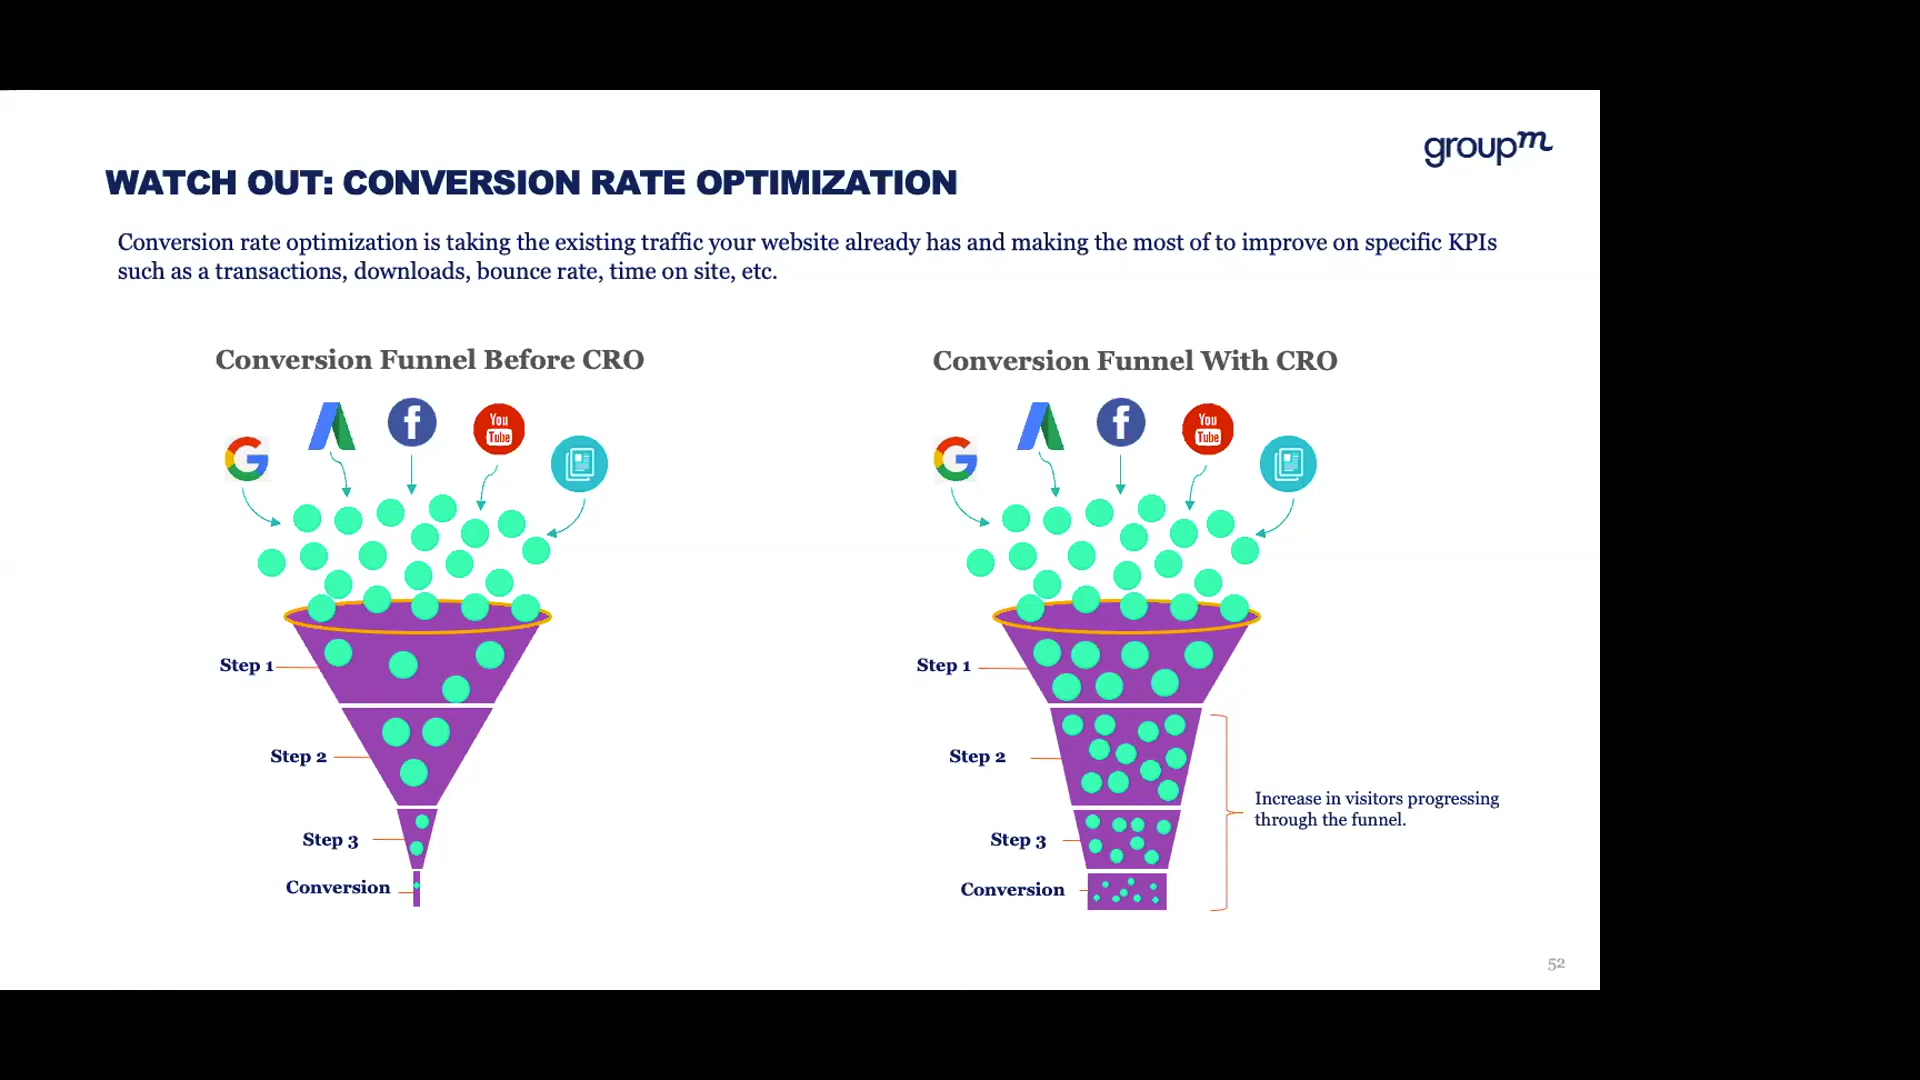 groupm
WATCH OUT: CONVERSION RATE OPTIMIZATION
Conversion rate optimization is taking the existing traffic your website already has and making the most of to improve on specific KPIs
such as a transactions, downloads, bounce rate, time on site, etc.
Conversion Funnel Before CRO
You
Tube
Step 1
Step 2
Step 3
Conversion
Conversion Funnel With CRO
You
Tube
Step 1
Step 2
Step 3
Conversion
Increase in visitors progressing
through the funnel.
52